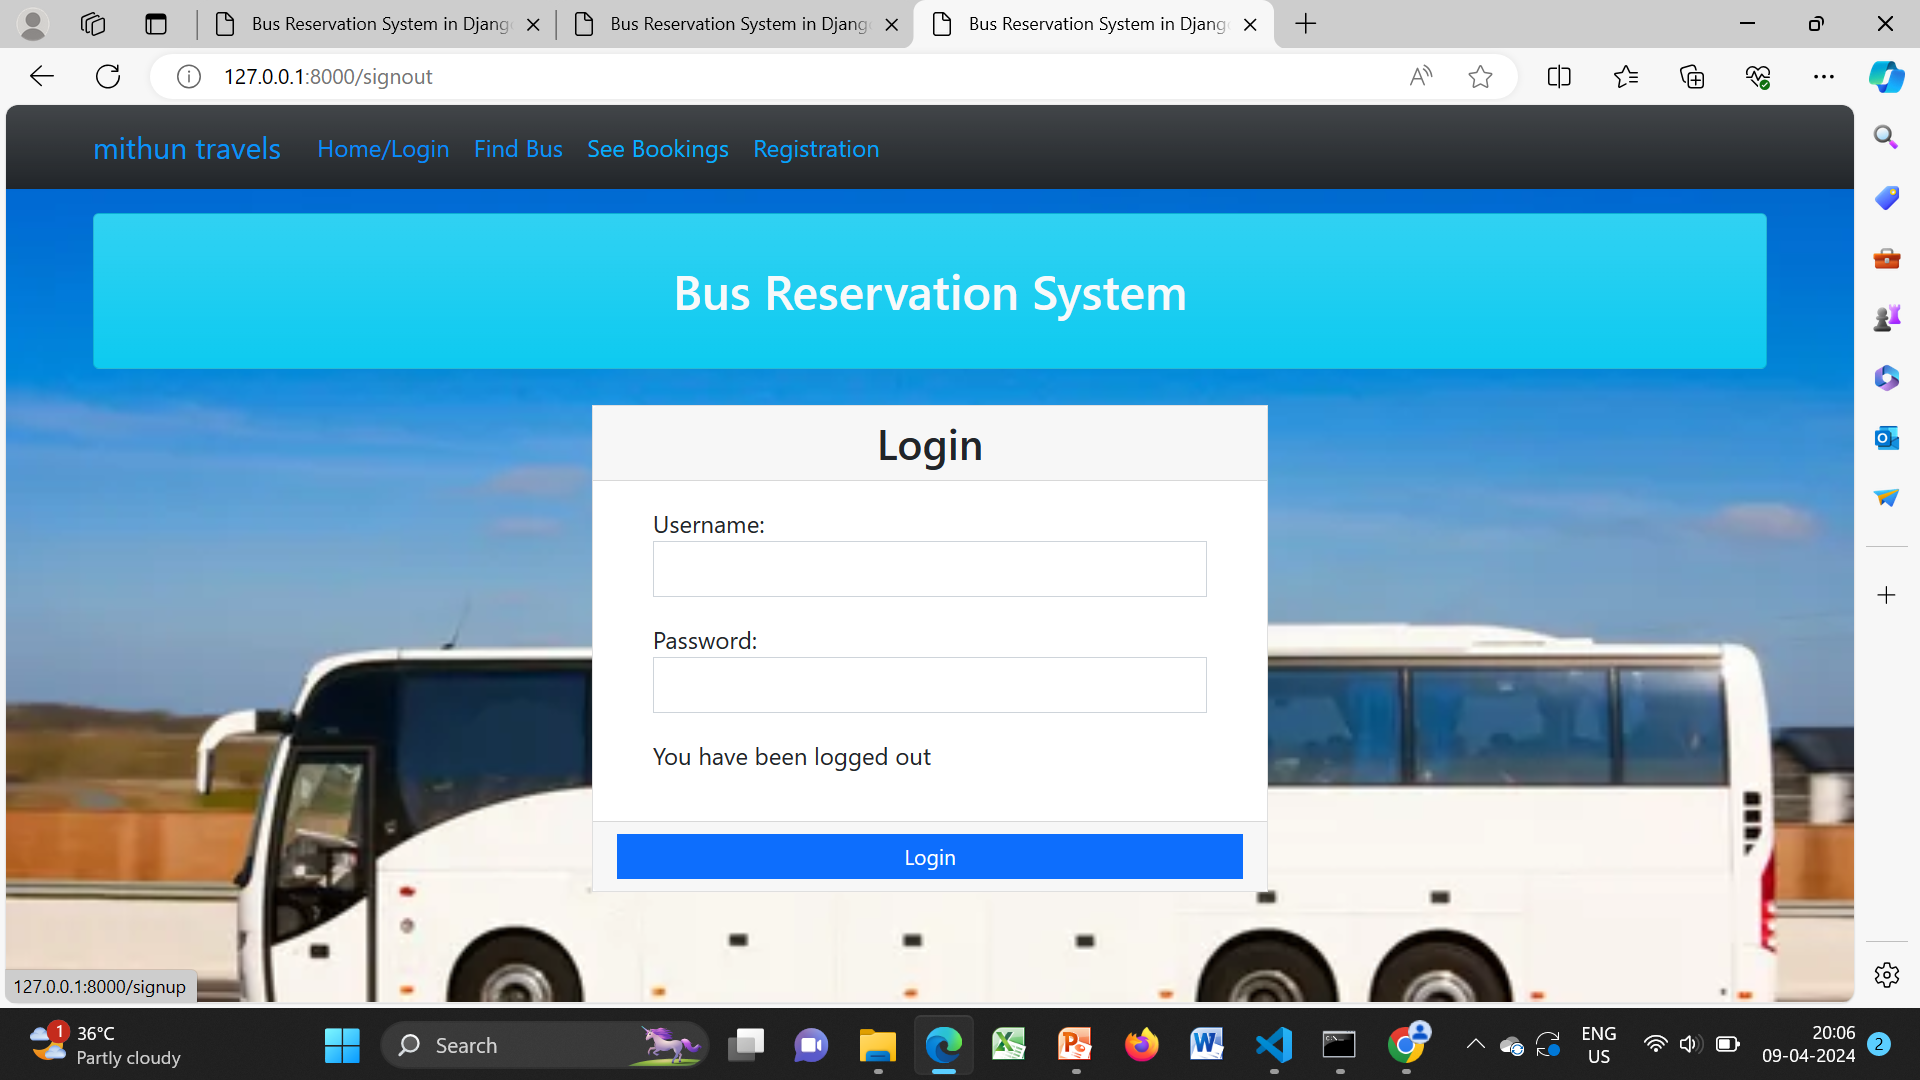 Bus Reservation System in Djang
Bus Reservation System in Djang
Bus Reservation System in Djang
127.0.0.1:8000/signout
mithun travels
Home/Login
Find Bus
See Bookings
Registration
Bus Reservation System
Login
Username:
Password:
You have been logged out
Login
127.0.0.1:8000/signup
1
36°C
Partly cloudy
Search
ENG
US
20:06
09-04-2024
2